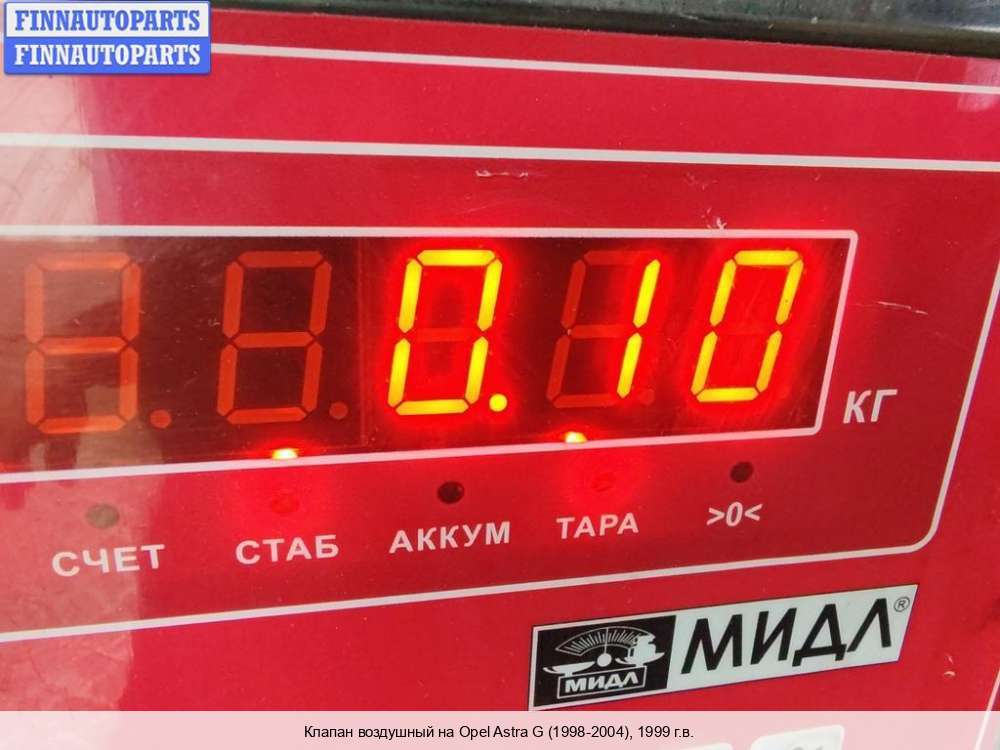 FINNAUTOPARTS
FINNAUTOPARTS
0.10
КГ
СЧЕТ СТАБ АККУМ ТАРА >0<
МИДЛ МИДЛ®
Клапан воздушный на Opel Astra G (1998-2004), 1999 г.в.